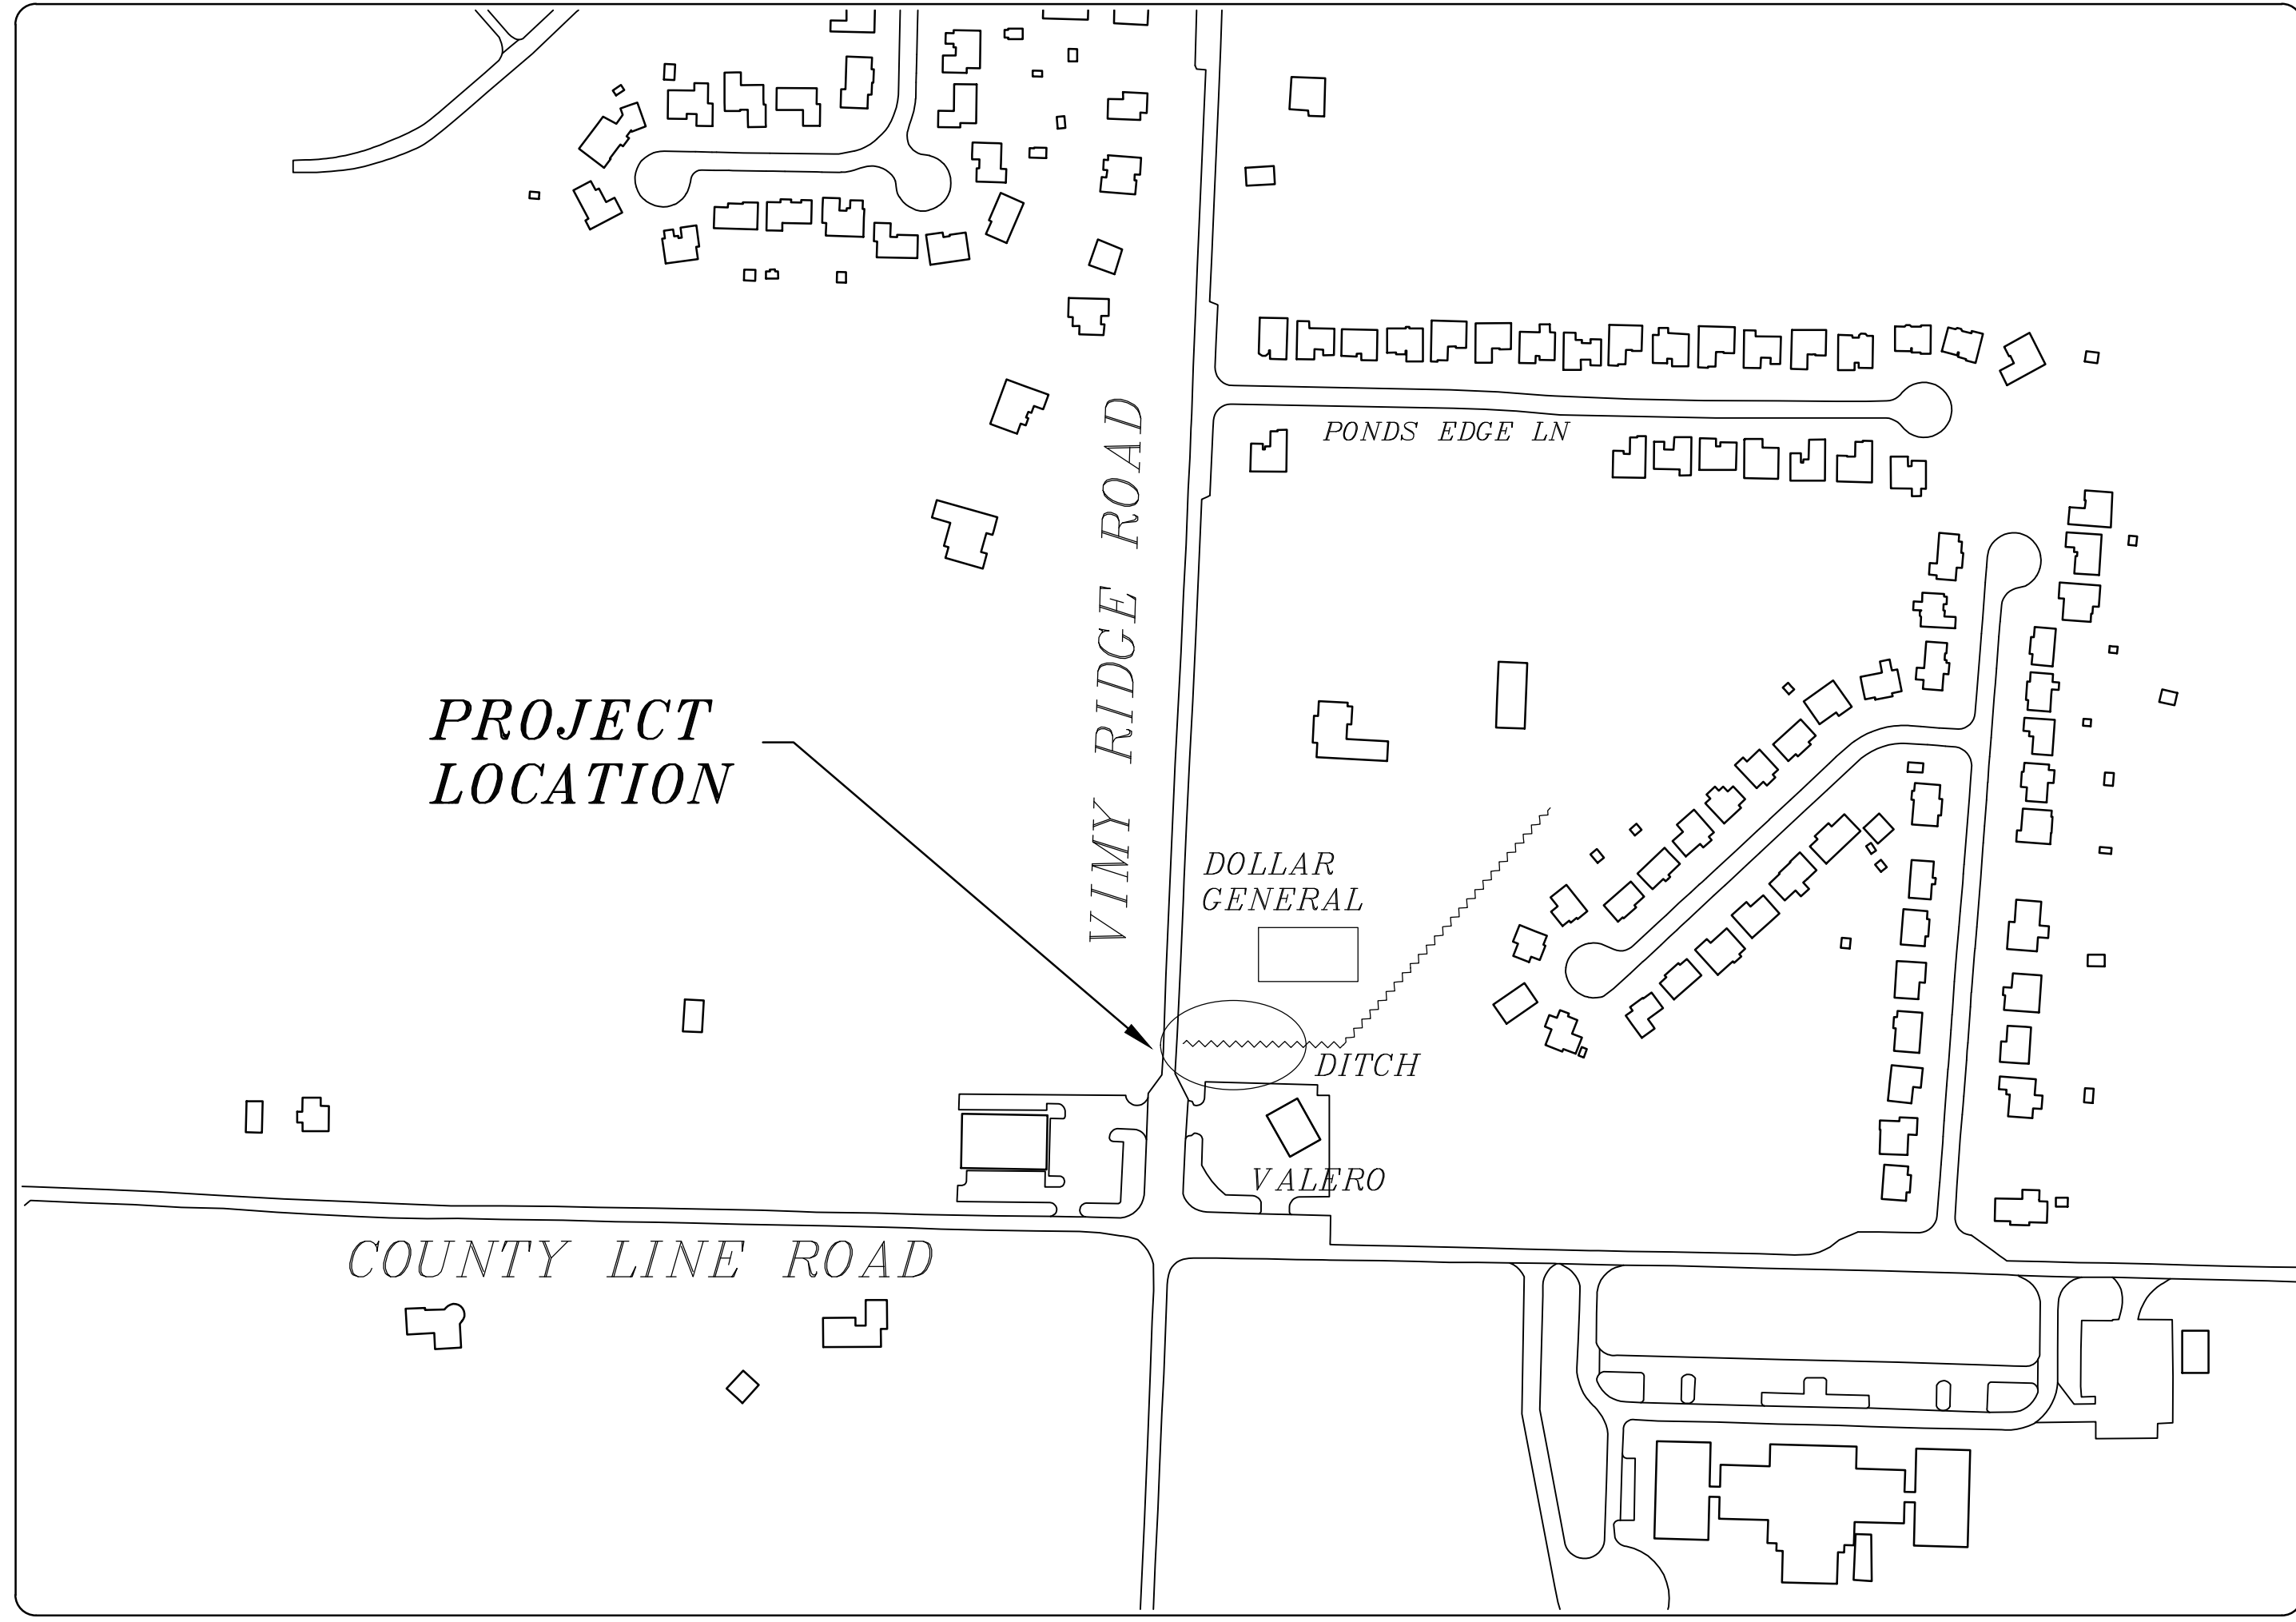 PONDS EDGE LN
VIMY RIDGE ROAD
PROJECT
LOCATION
DOLLAR
GENERAL
DITCH
VALERO
COUNTY LINE ROAD